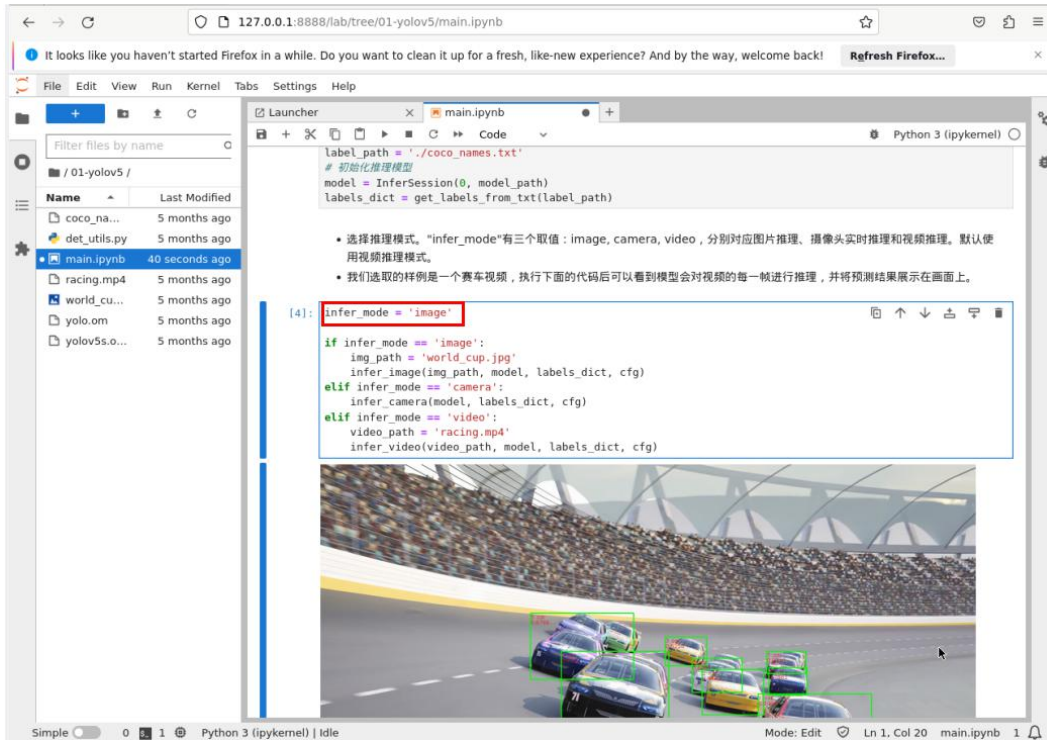 127.0.0.1:8888/lab/tree/01-yolov5/main.ipynb
It looks like you haven't started Firefox in a while. Do you want to clean it up for a fresh, like-new experience? And by the way, welcome back! Refresh Firefox...
File Edit View Run Kernel Tabs Settings Help
Launcher main.ipynb
Code Python 3 (ipykernel)
Filter files by name
/ 01-yolov5 /
Name Last Modified
coco_na... 5 months ago
det_utils.py 5 months ago
main.ipynb 40 seconds ago
racing.mp4 5 months ago
world_cu... 5 months ago
yolo.om 5 months ago
yolov5s.o... 5 months ago
label_path = './coco_names.txt'
# 初始化推理模型
model = InferSession(0, model_path)
labels_dict = get_labels_from_txt(label_path)
• 选择推理模式。"infer_mode"有三个取值：image, camera, video，分别对应图片推理、摄像头实时推理和视频推理。默认使
用视频推理模式。
• 我们选取的样例是一个赛车视频，执行下面的代码后可以看到模型会对视频的每一帧进行推理，并将预测结果展示在画面上。
[4]: infer_mode = 'image'
if infer_mode == 'image':
img_path = 'world_cup.jpg'
infer_image(img_path, model, labels_dict, cfg)
elif infer_mode == 'camera':
infer_camera(model, labels_dict, cfg)
elif infer_mode == 'video':
video_path = 'racing.mp4'
infer_video(video_path, model, labels_dict, cfg)
71
Simple 0 1 Python 3 (ipykernel) | Idle Mode: Edit Ln 1, Col 20 main.ipynb 1